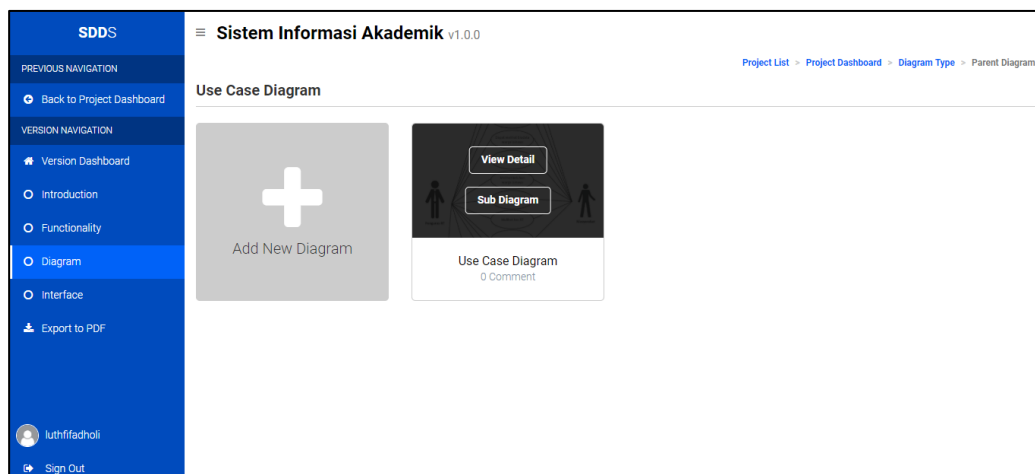 SDDS
PREVIOUS NAVIGATION
Back to Project Dashboard
VERSION NAVIGATION
Version Dashboard
Introduction
Functionality
Diagram
Interface
Export to PDF
luthfifadholi
Sign Out
Sistem Informasi Akademik v1.0.0
Project List > Project Dashboard > Diagram Type > Parent Diagram
Use Case Diagram
Add New Diagram
View Detail
Sub Diagram
Use Case Diagram
0 Comment